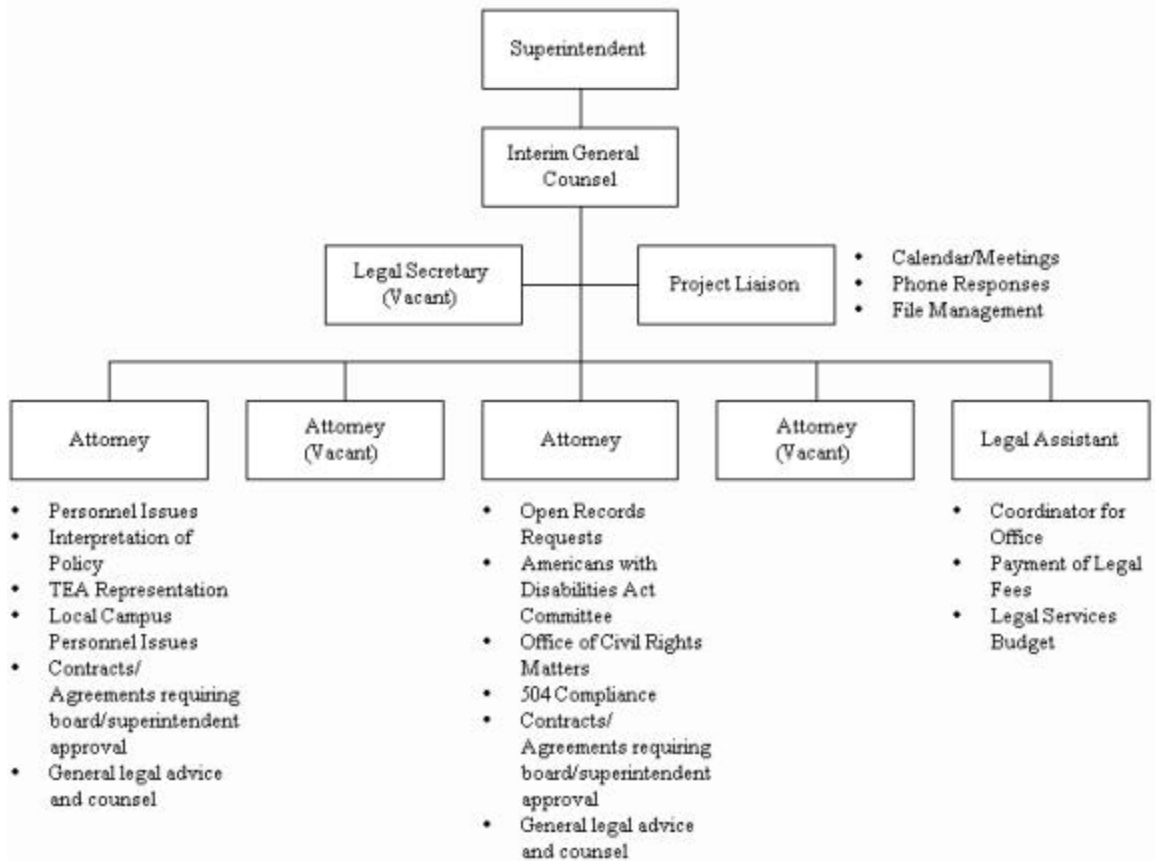 Superintendent
Interim General
Counsel
Legal Secretary
(Vacant)
Project Liaison
• Calendar/Meetings
• Phone Responses
• File Management
Attorney
Attorney
(Vacant)
Attorney
Attorney
(Vacant)
Legal Assistant
• Personnel Issues
• Interpretation of
Policy
• TEA Representation
• Local Campus
Personnel Issues
• Contracts/
Agreements requiring
board/superintendent
approval
• General legal advice
and counsel
• Open Records
Requests
• Americans with
Disabilities Act
Committee
• Office of Civil Rights
Matters
• 504 Compliance
• Contracts/
Agreements requiring
board/superintendent
approval
• General legal advice
and counsel
• Coordinator for
Office
• Payment of Legal
Fees
• Legal Services
Budget